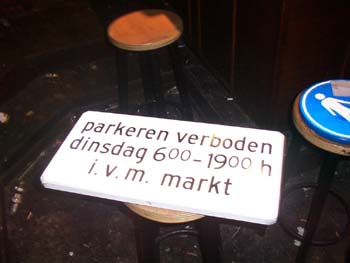 parkeren verboden
dinsdag 600-1900 h
i.v.m. markt